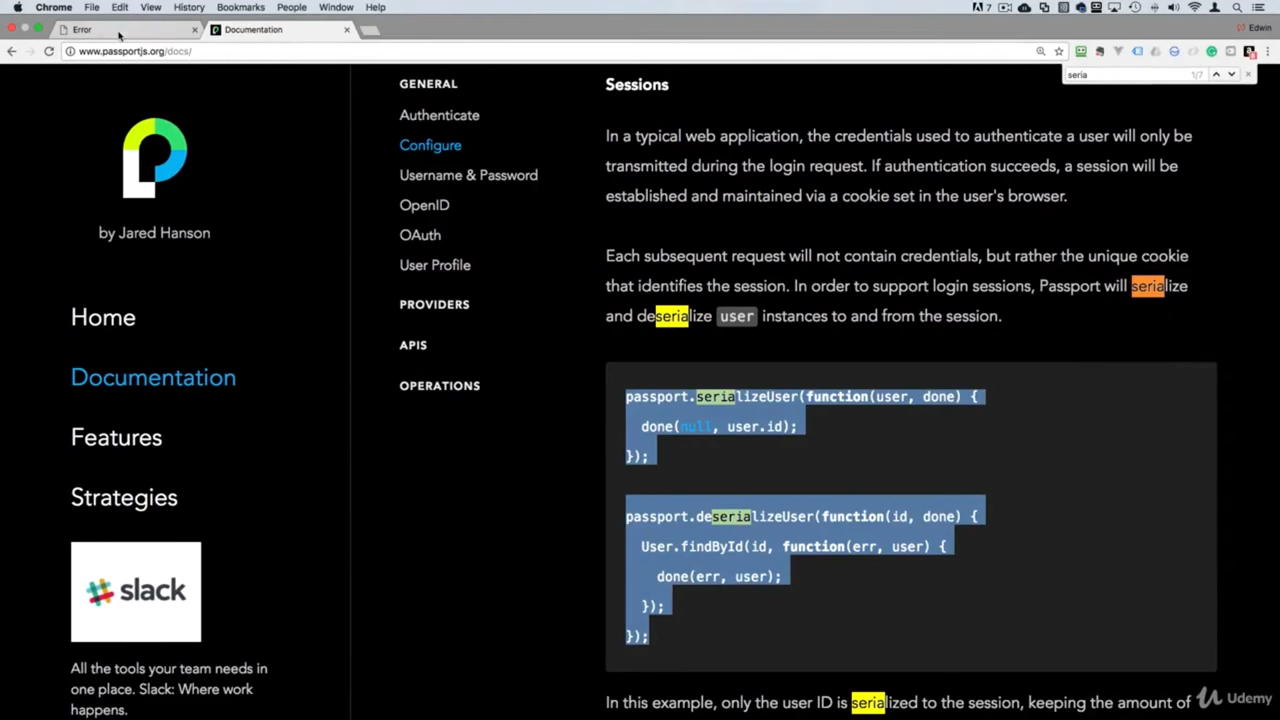 Chrome File Edit View History Bookmarks People Window Help
7
Error
Documentation
Edwin
www.passportjs.org/docs/
seria 1/7
by Jared Hanson
Home
Documentation
Features
Strategies
slack
All the tools your team needs in
one place. Slack: Where work
happens.
GENERAL
Authenticate
Configure
Username & Password
OpenID
OAuth
User Profile
PROVIDERS
APIS
OPERATIONS
Sessions
In a typical web application, the credentials used to authenticate a user will only be
transmitted during the login request. If authentication succeeds, a session will be
established and maintained via a cookie set in the user's browser.
Each subsequent request will not contain credentials, but rather the unique cookie
that identifies the session. In order to support login sessions, Passport will serialize
and deserialize user instances to and from the session.
passport.serializeUser(function(user, done) {
done(null, user.id);
});
passport.deserializeUser(function(id, done) {
User.findById(id, function(err, user) {
done(err, user);
});
});
In this example, only the user ID is serialized to the session, keeping the amount of
Udemy